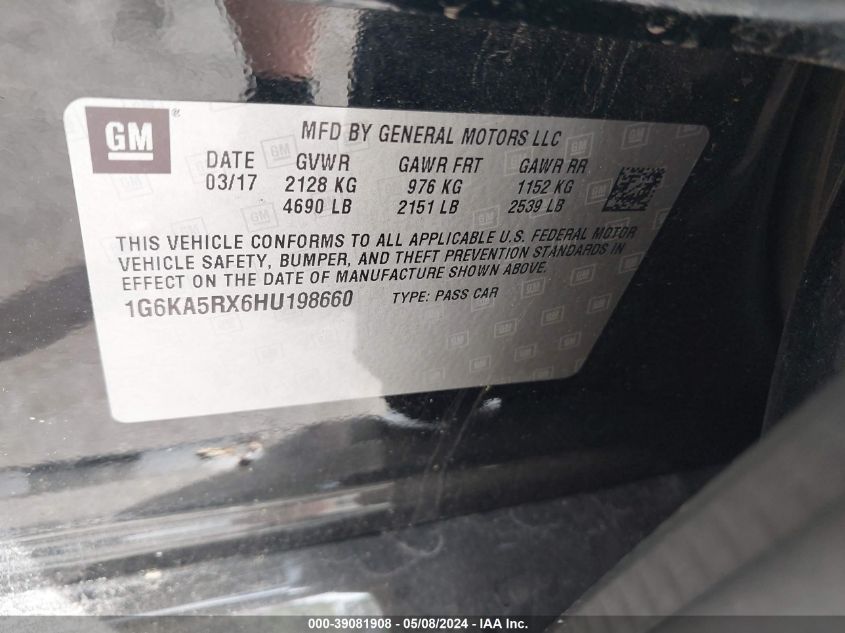 GM ®
MFD BY GENERAL MOTORS LLC
DATE GVWR GAWR FRT GAWR RR
03/17 2128 KG 976 KG 1152 KG
4690 LB 2151 LB 2539 LB
THIS VEHICLE CONFORMS TO ALL APPLICABLE U.S. FEDERAL MOTOR
VEHICLE SAFETY, BUMPER, AND THEFT PREVENTION STANDARDS IN
EFFECT ON THE DATE OF MANUFACTURE SHOWN ABOVE.
1G6KA5RX6HU198660 TYPE: PASS CAR
000-39081908 - 05/08/2024 - IAA Inc.